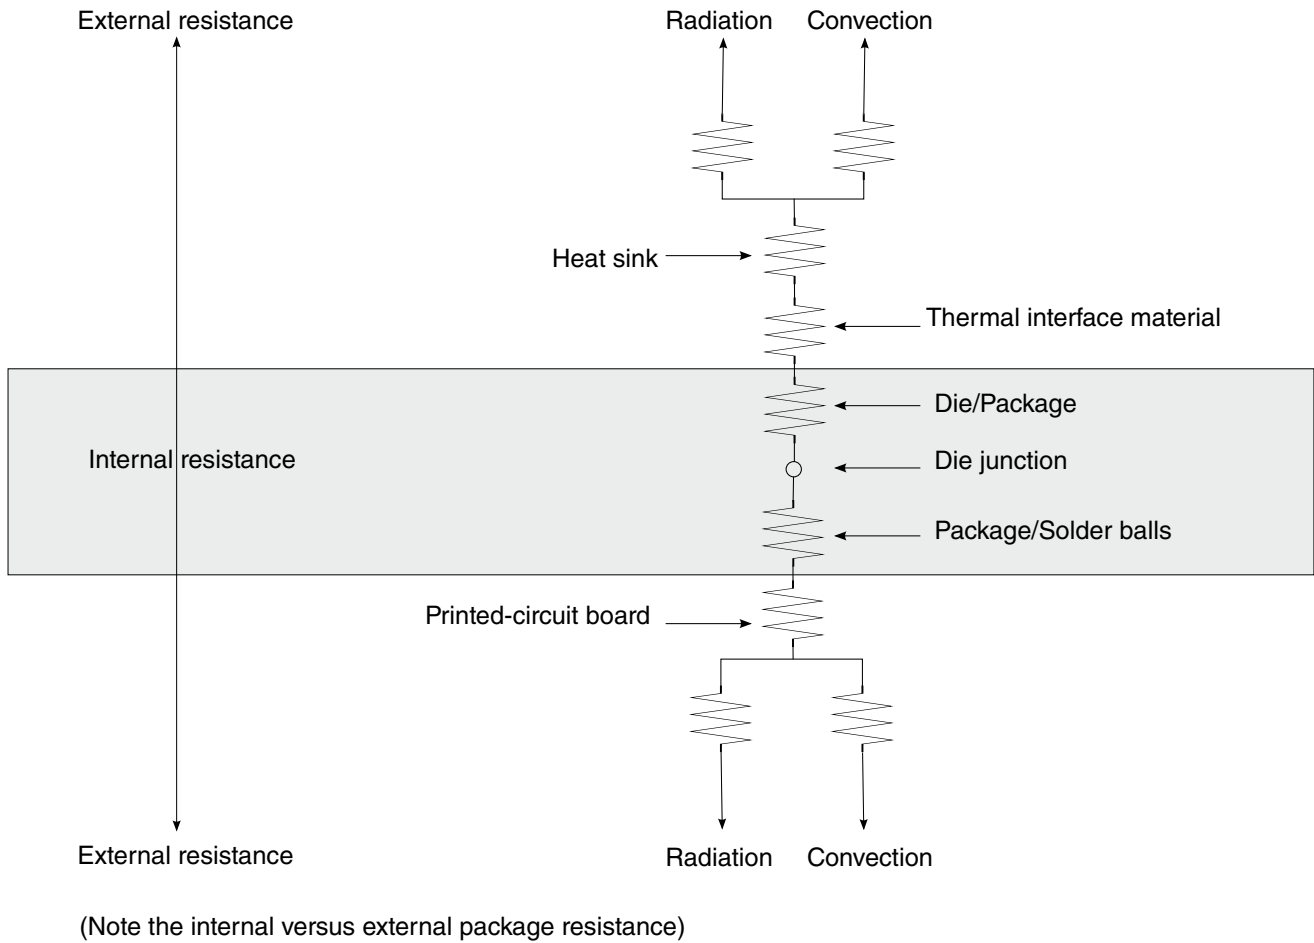 External resistance
Radiation
Convection
Heat sink
Thermal interface material
Die/Package
Internal resistance
Die junction
Package/Solder balls
Printed-circuit board
External resistance
Radiation
Convection
(Note the internal versus external package resistance)